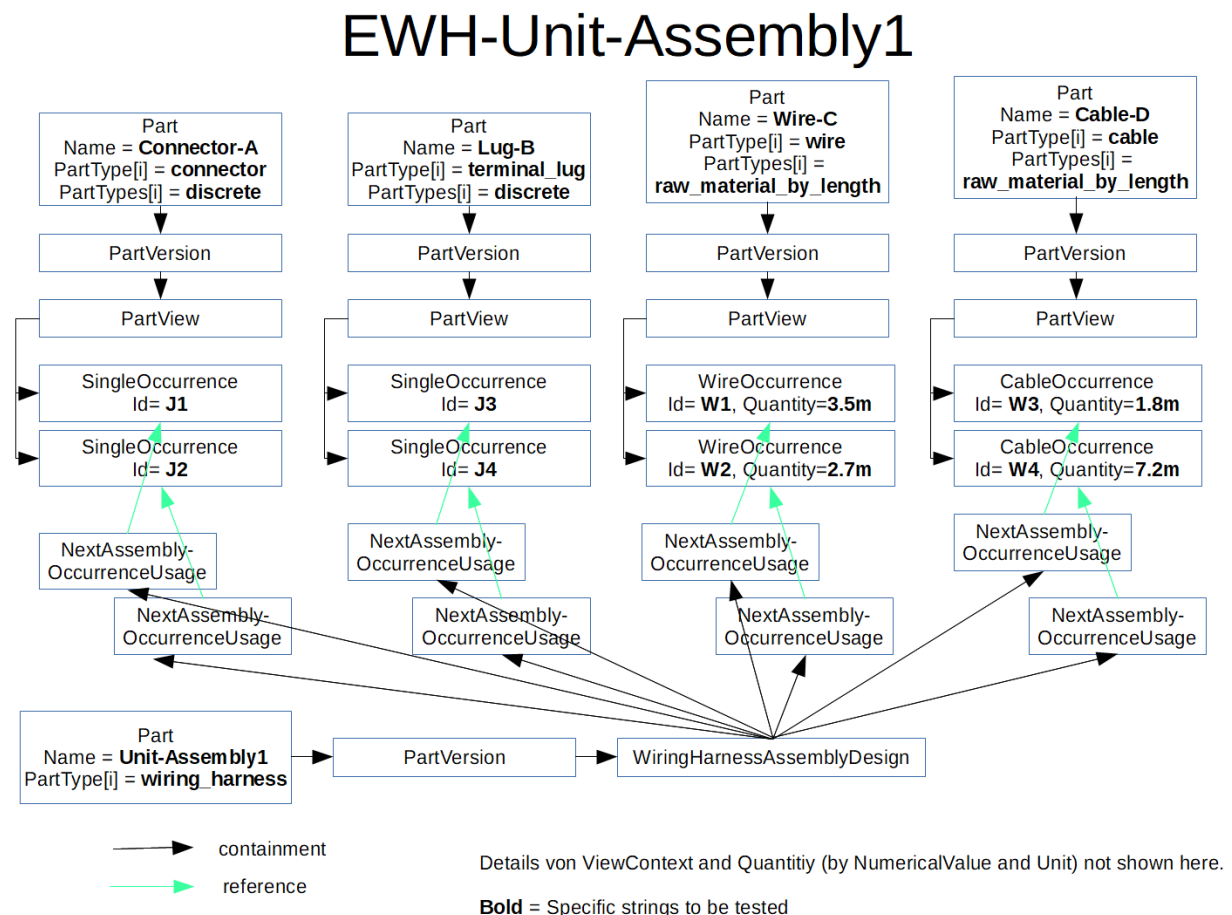 EWH-Unit-Assembly1
Part
Name = Connector-A
PartType[i] = connector
PartTypes[i] = discrete
PartVersion
PartView
SingleOccurrence
Id= J1
SingleOccurrence
Id= J2
NextAssembly-
OccurrenceUsage
NextAssembly-
OccurrenceUsage
Part
Name = Lug-B
PartType[i] = terminal_lug
PartTypes[i] = discrete
PartVersion
PartView
SingleOccurrence
Id= J3
SingleOccurrence
Id= J4
NextAssembly-
OccurrenceUsage
NextAssembly-
OccurrenceUsage
Part
Name = Wire-C
PartType[i] = wire
PartTypes[i] =
raw_material_by_length
PartVersion
PartView
WireOccurrence
Id= W1, Quantity=3.5m
WireOccurrence
Id= W2, Quantity=2.7m
NextAssembly-
OccurrenceUsage
NextAssembly-
OccurrenceUsage
Part
Name = Cable-D
PartType[i] = cable
PartTypes[i] =
raw_material_by_length
PartVersion
PartView
CableOccurrence
Id= W3, Quantity=1.8m
CableOccurrence
Id= W4, Quantity=7.2m
NextAssembly-
OccurrenceUsage
NextAssembly-
OccurrenceUsage
Part
Name = Unit-Assembly1
PartType[i] = wiring_harness
PartVersion
WiringHarnessAssemblyDesign
containment
reference
Details von ViewContext and Quantitiy (by NumericalValue and Unit) not shown here.
Bold = Specific strings to be tested